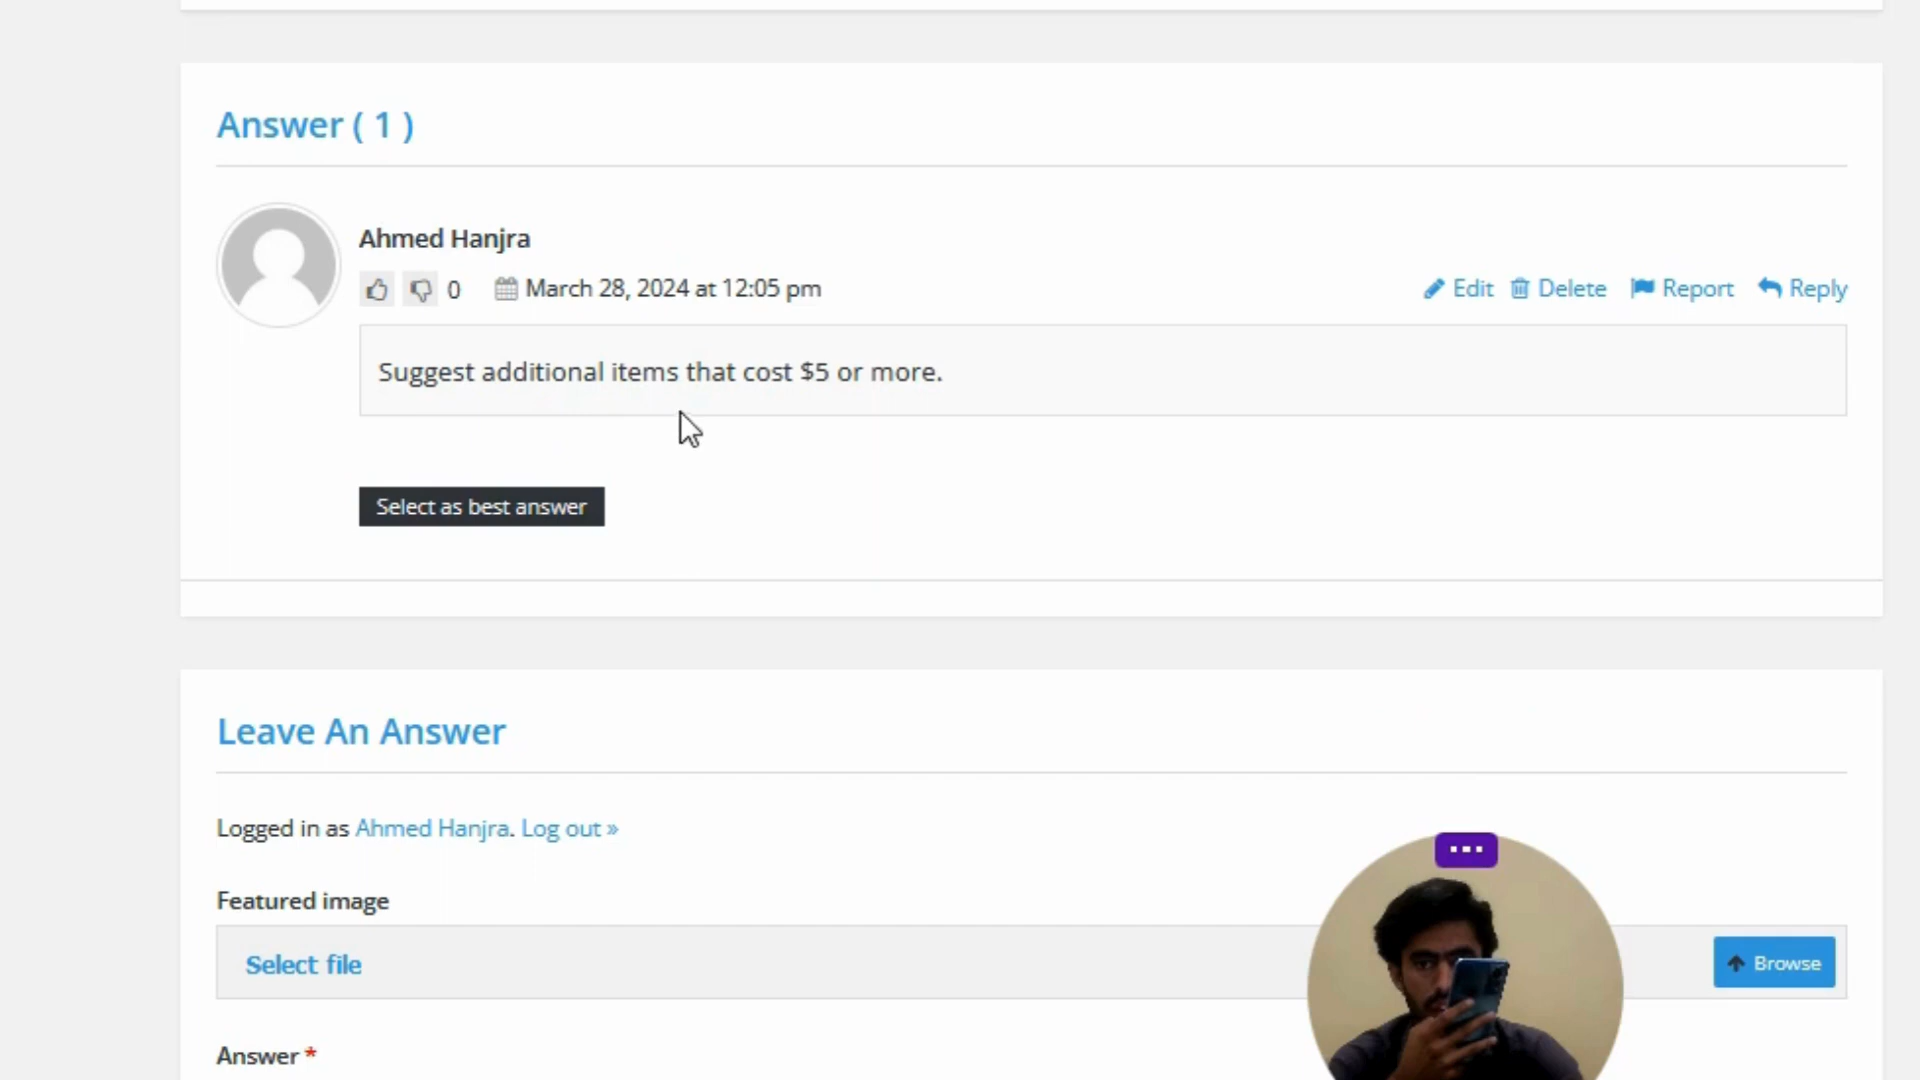 Answer ( 1 )
Ahmed Hanjra
0 March 28, 2024 at 12:05 pm Edit Delete Report Reply
Suggest additional items that cost $5 or more.
Select as best answer
Leave An Answer
Logged in as Ahmed Hanjra. Log out »
Featured image
Select file Browse
Answer *